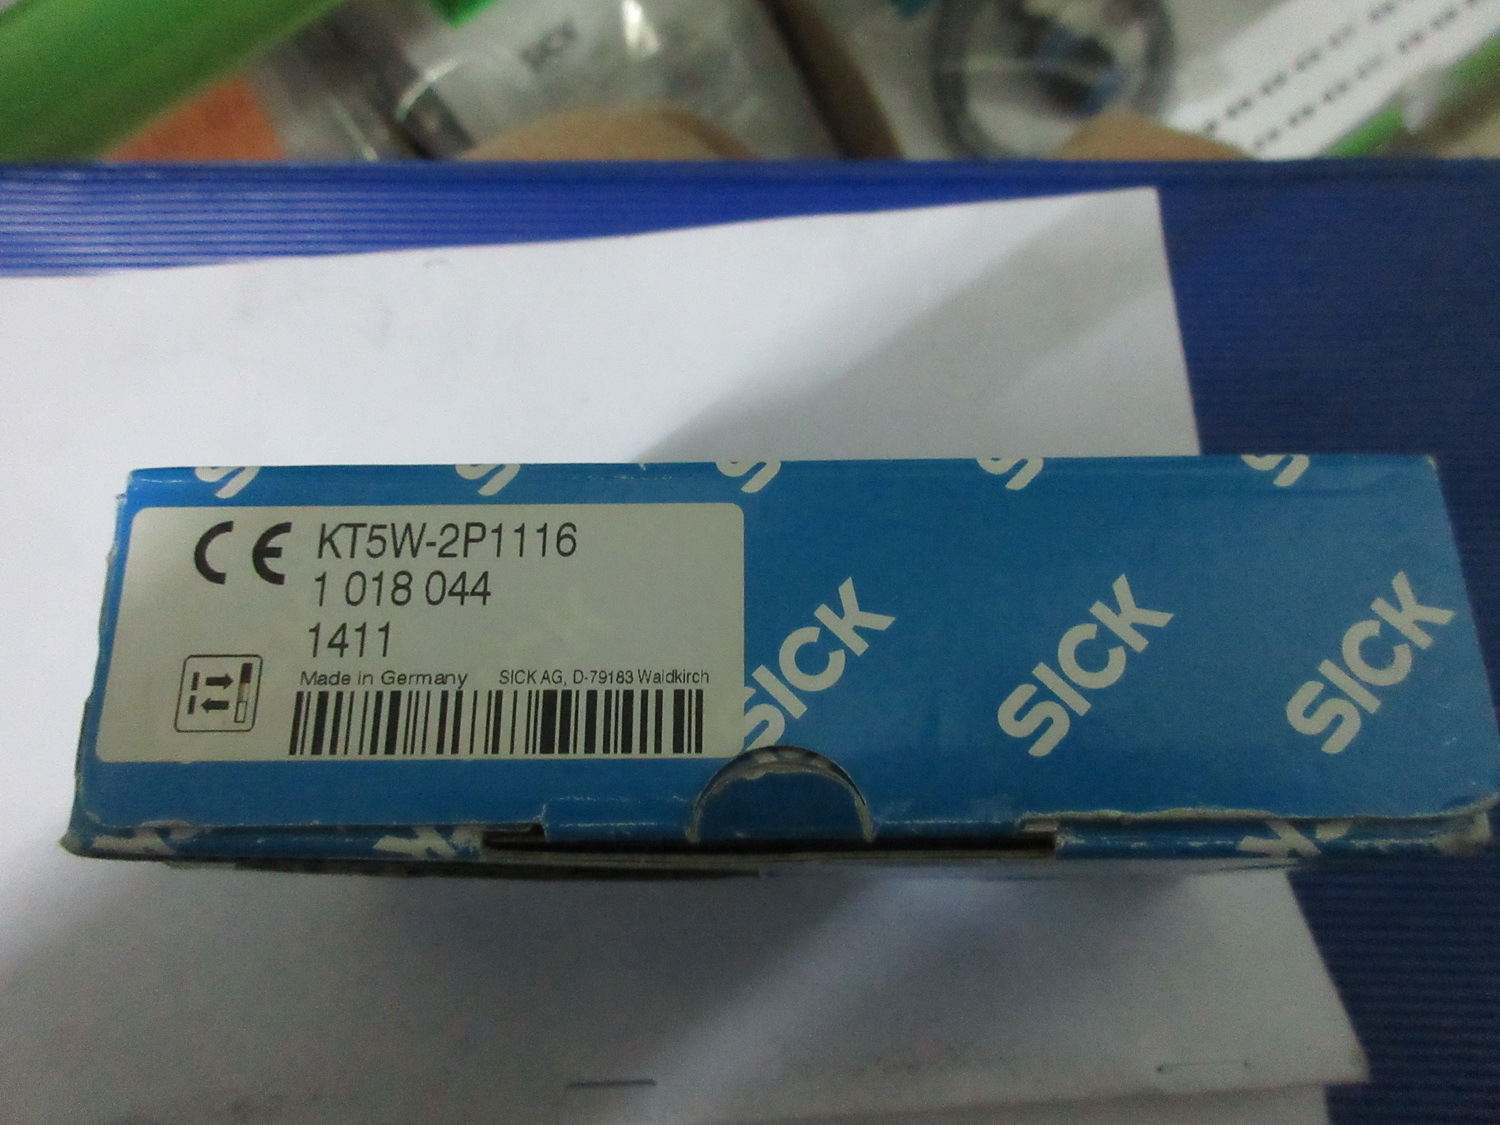 CE KT5W-2P1116
1 018 044
1411
Made in Germany SICK AG, D-79183 Waldkirch
SICK SICK SICK